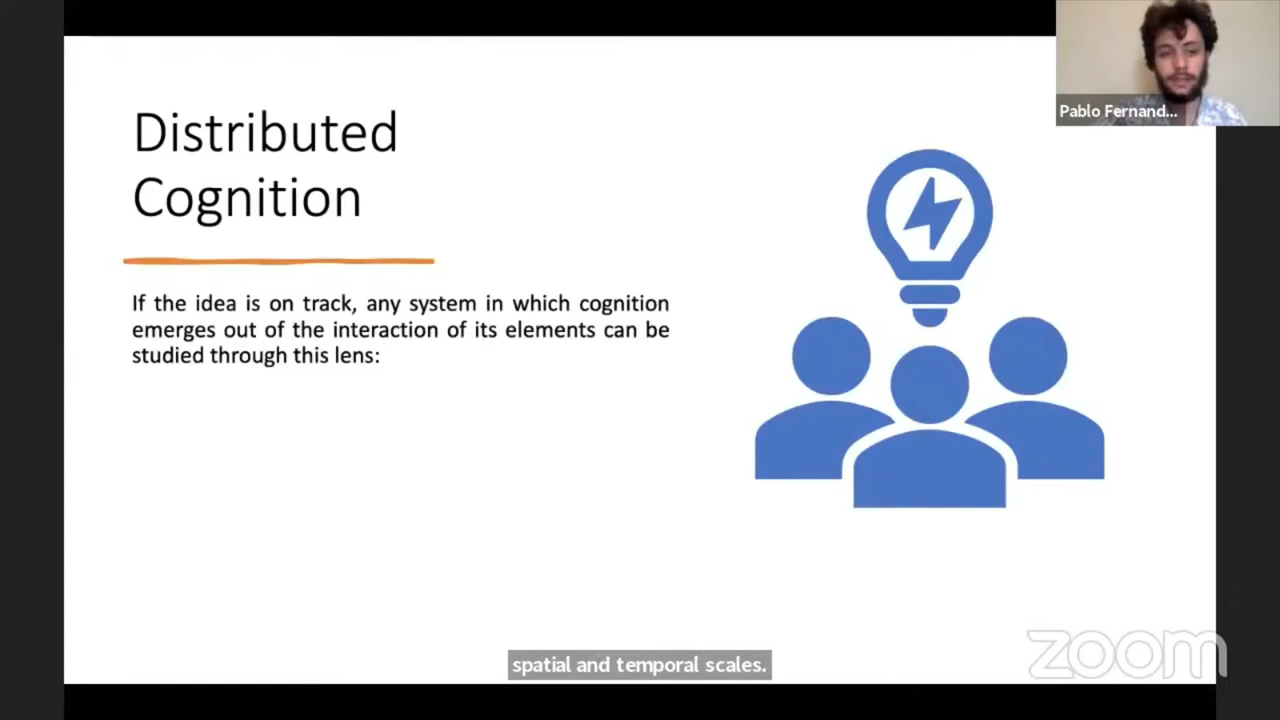 Pablo Fernand...
Distributed
Cognition
If the idea is on track, any system in which cognition
emerges out of the interaction of its elements can be
studied through this lens:
zoom
spatial and temporal scales.